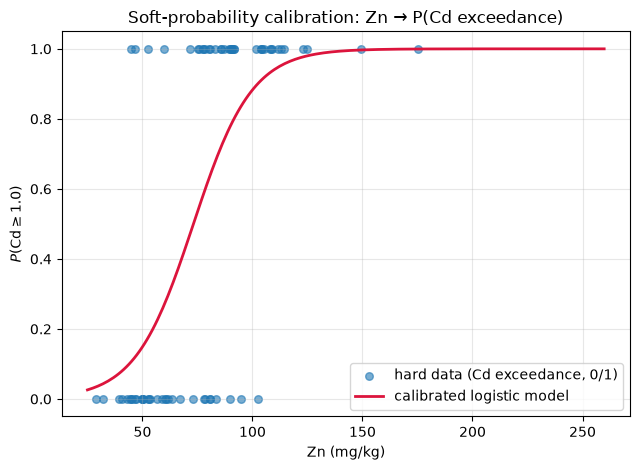 Soft-probability calibration: Zn → P(Cd exceedance)
1.0
0.8
0.6
0.4
0.2
0.0
P(Cd ≥ 1.0)
hard data (Cd exceedance, 0/1)
calibrated logistic model
50
100
150
200
250
Zn (mg/kg)